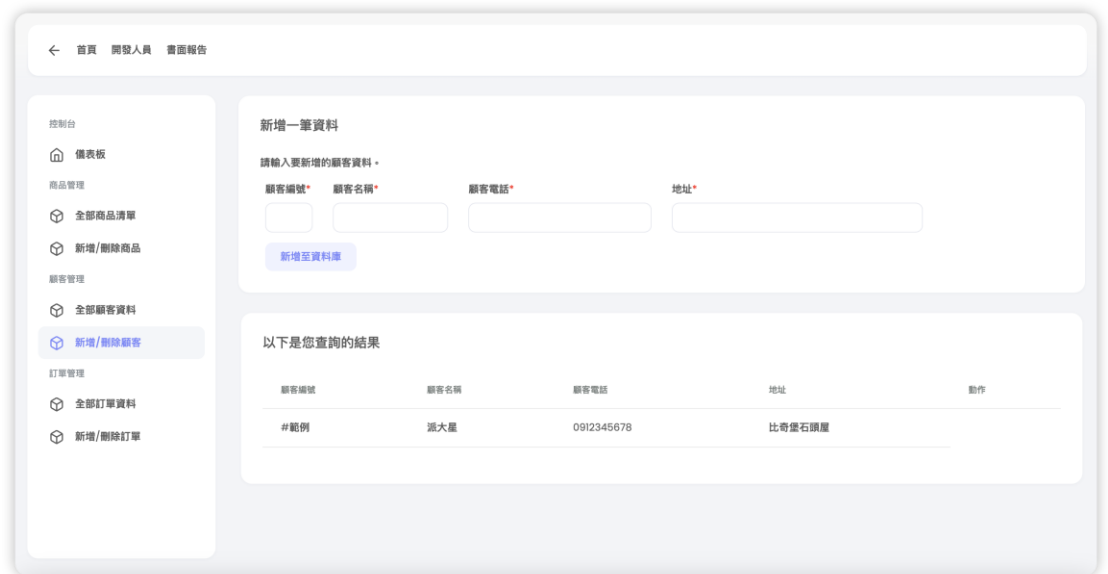 首頁 開發人員 書面報告
控制台
儀表板
商品管理
全部商品清單
新增/刪除商品
顧客管理
全部顧客資料
新增/刪除顧客
訂單管理
全部訂單資料
新增/刪除訂單
新增一筆資料
請輸入要新增的顧客資料。
顧客編號* 顧客名稱* 顧客電話* 地址*
新增至資料庫
以下是您查詢的結果
顧客編號 顧客名稱 顧客電話 地址 動作
#範例 派大星 0912345678 比奇堡石頭屋